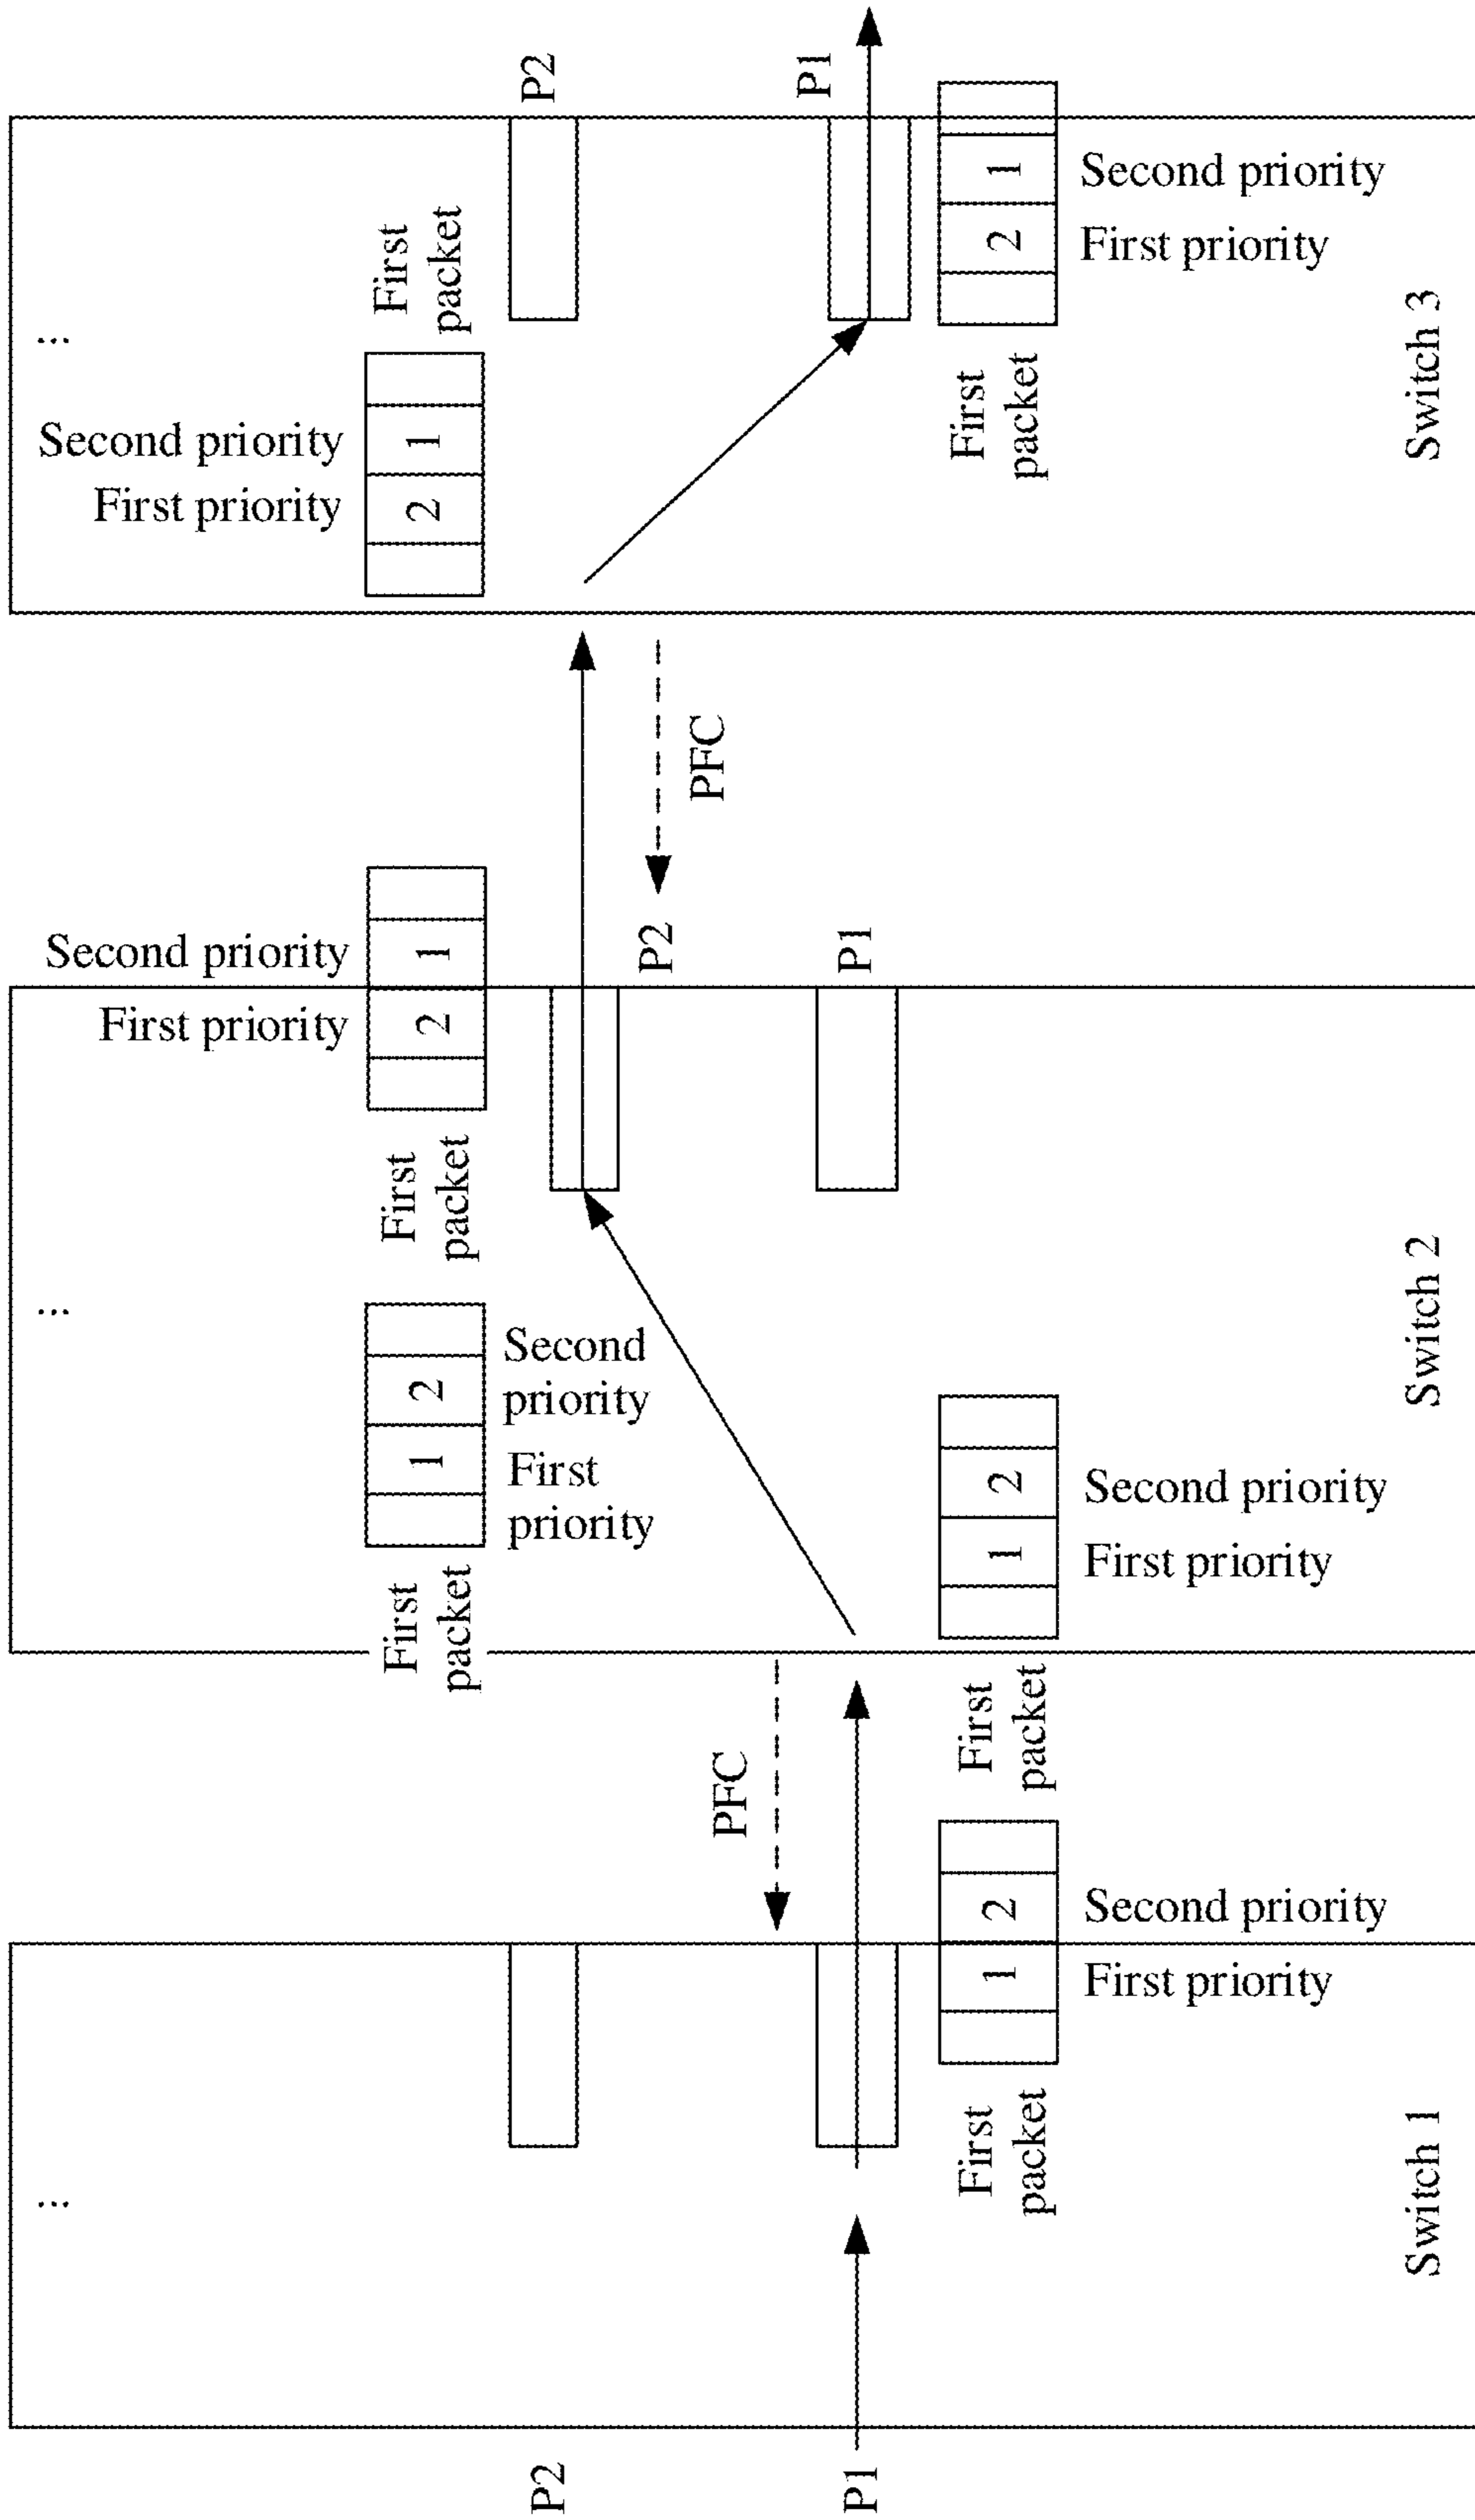 ...
P2
P1
First
packet
1
2
First priority
Second priority
Switch 1
PFC
...
First
packet
1
2
First
priority
Second
priority
First
packet
1
2
First priority
Second priority
First
packet
2
1
First priority
Second priority
P2
P1
Switch 2
PFC
...
First priority
Second priority
2
1
First
packet
P2
P1
First
packet
2
1
First priority
Second priority
Switch 3